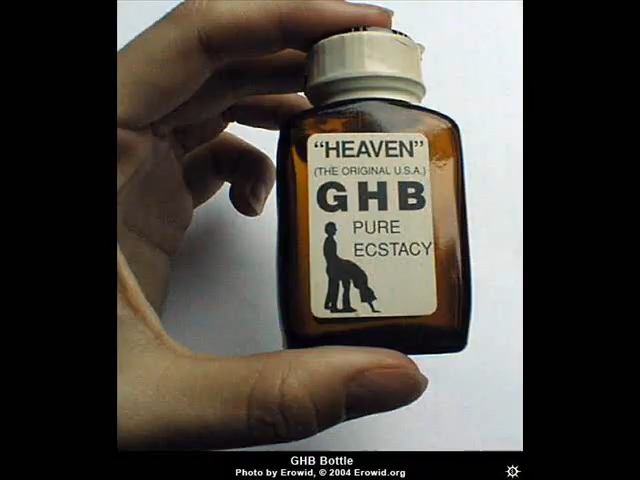 "HEAVEN"
(THE ORIGINAL U.S.A.)
GHB
PURE
ECSTACY
GHB Bottle
Photo by Erowid, © 2004 Erowid.org